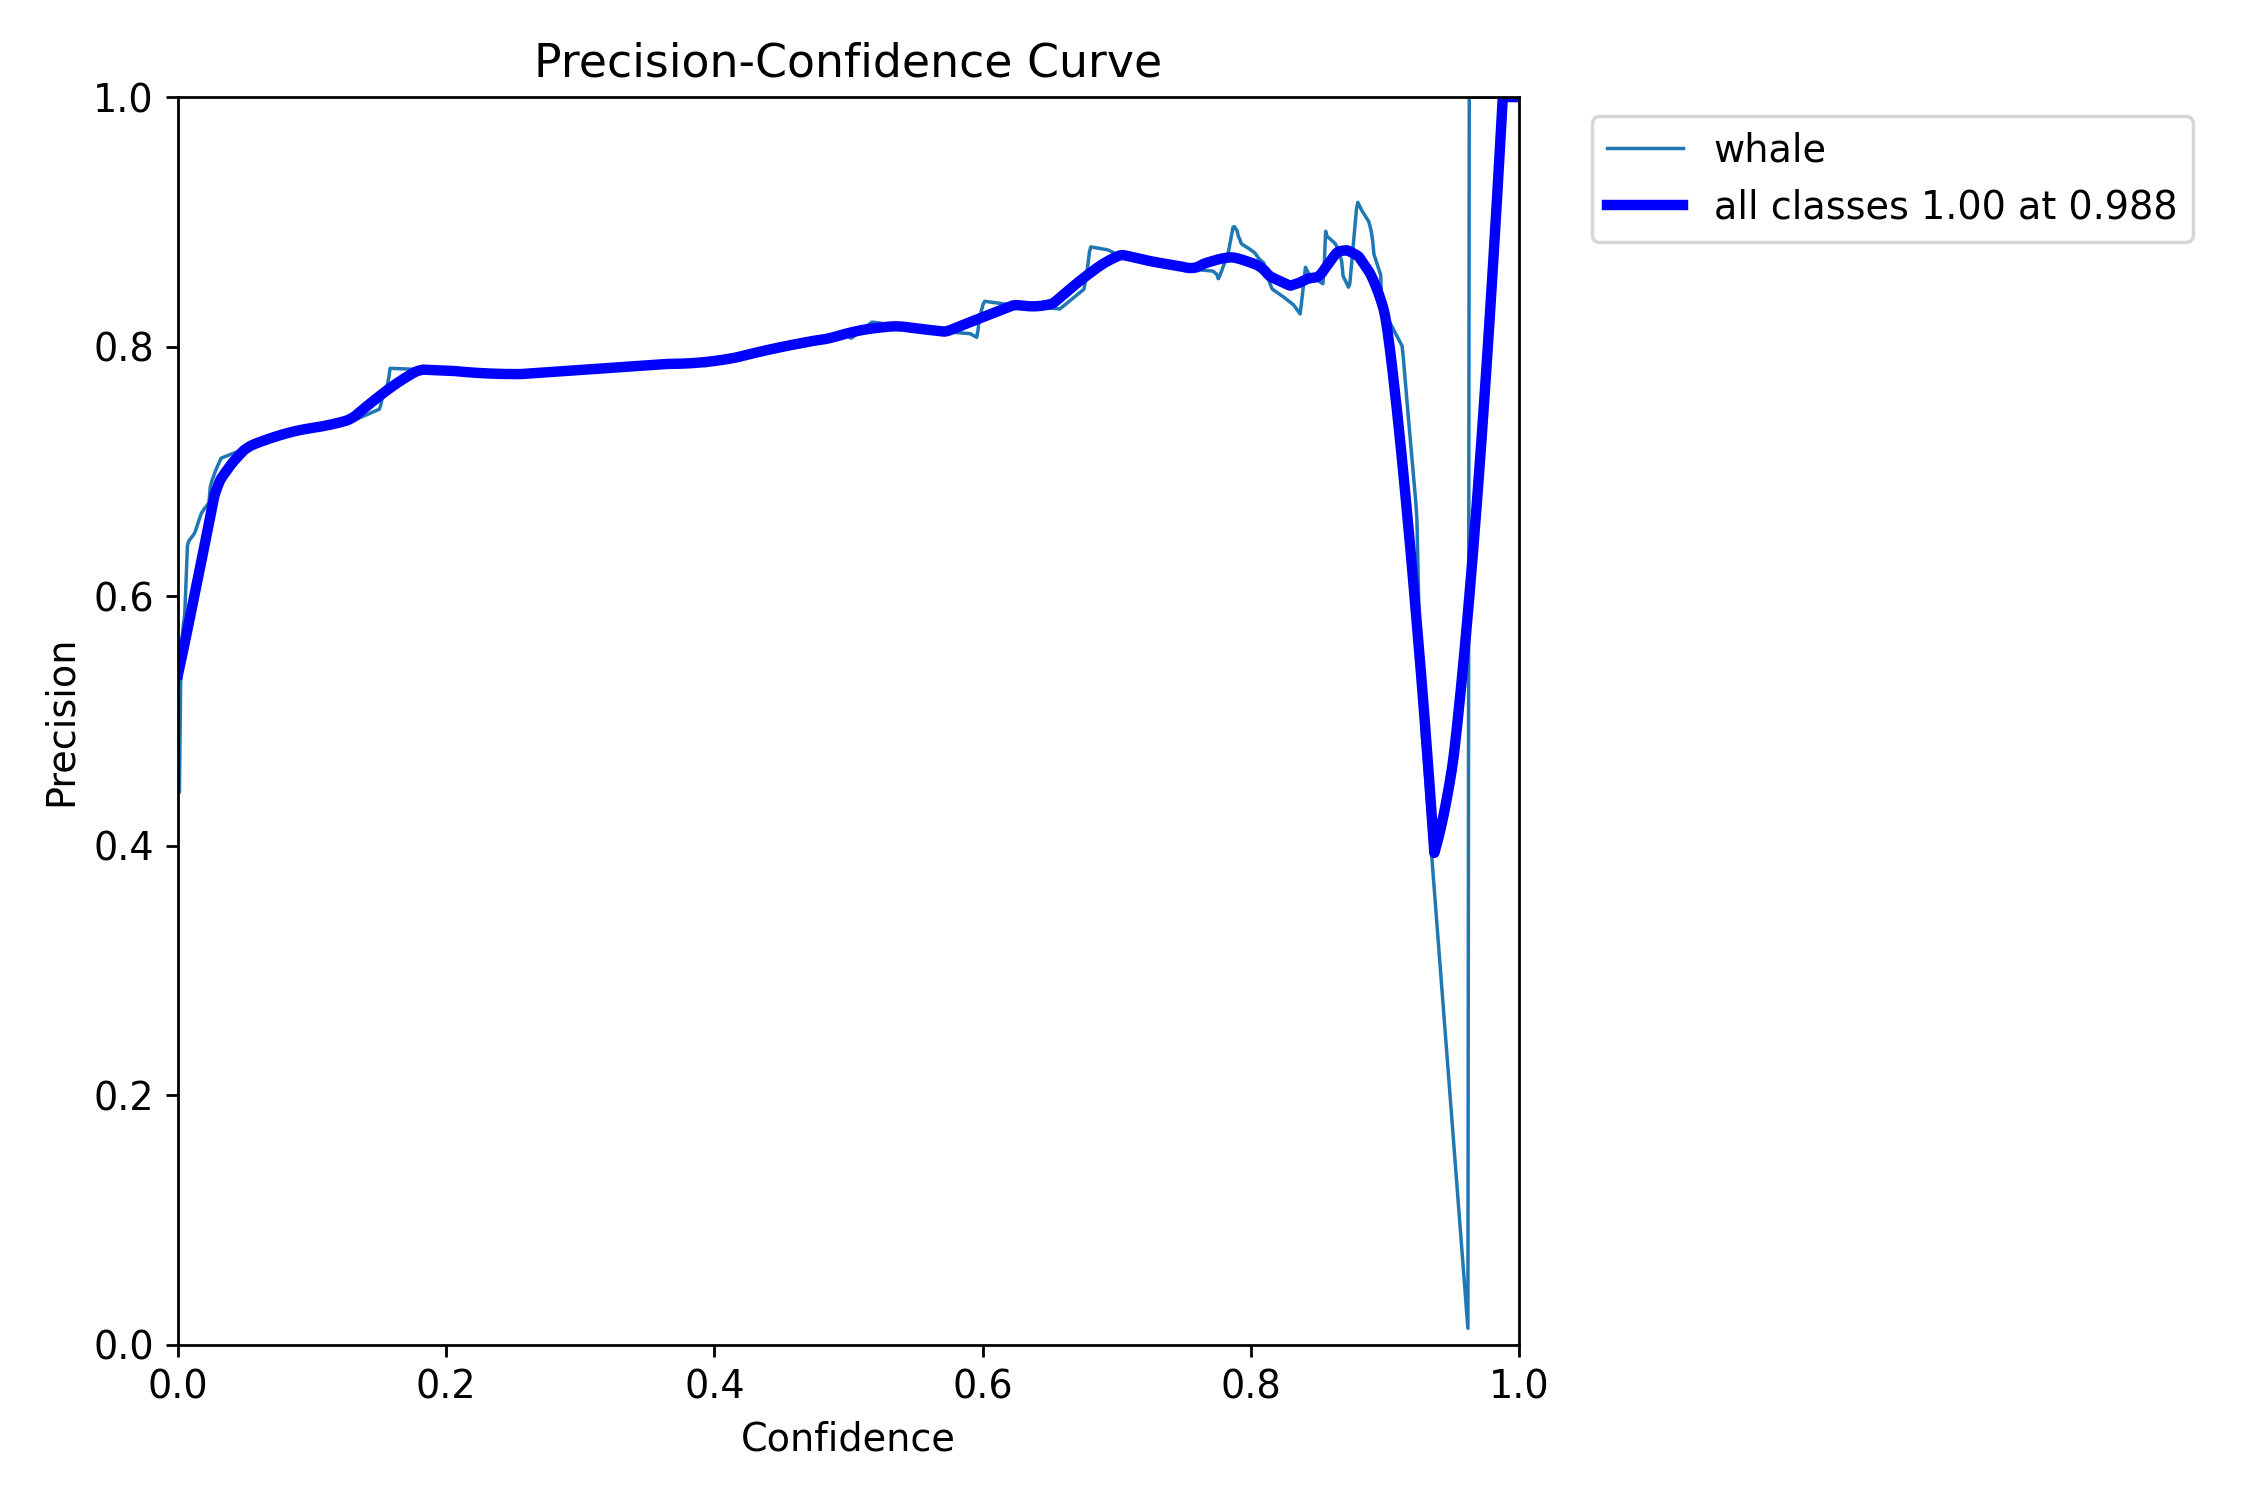 Precision-Confidence Curve
1.0
0.8
0.6
0.4
0.2
0.0
Precision
0.0 0.2 0.4 0.6 0.8 1.0
Confidence
whale
all classes 1.00 at 0.988